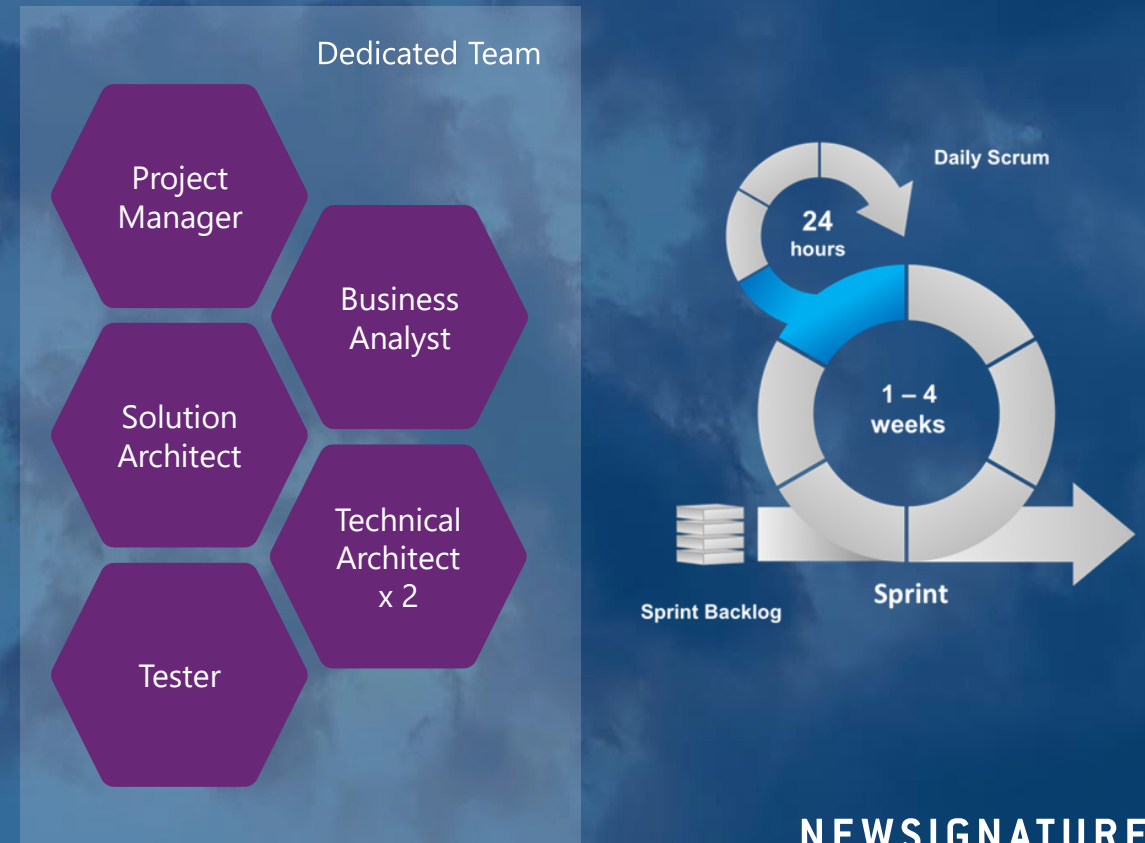 Dedicated Team
Project
Manager
Business
Analyst
Solution
Architect
Technical
Architect
x 2
Tester
Daily Scrum
24
hours
1 – 4
weeks
Sprint
Sprint Backlog
NEWSIGNATURE